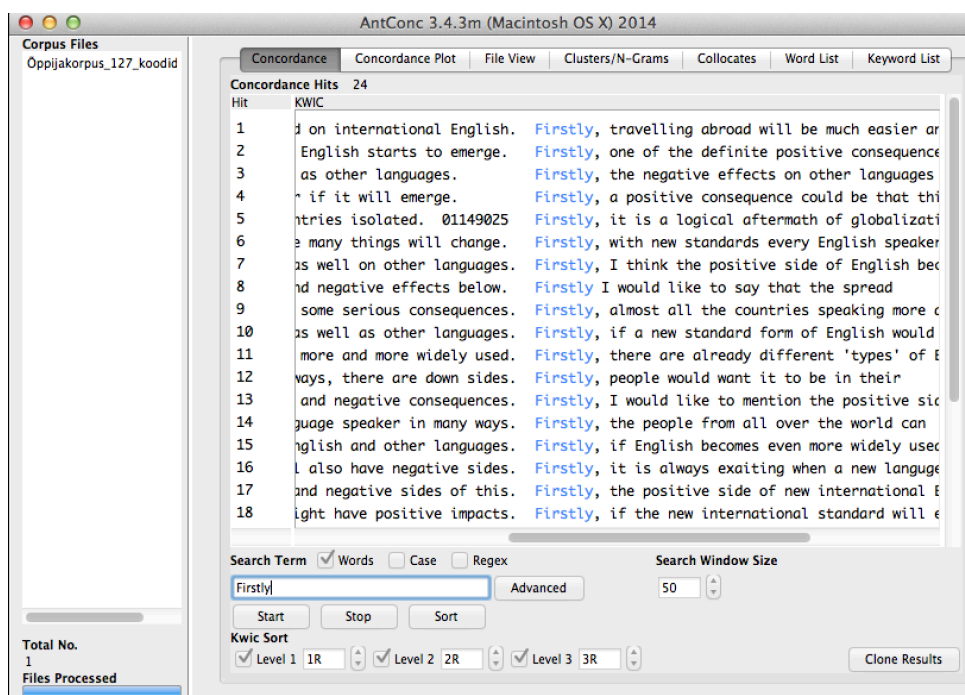 AntConc 3.4.3m (Macintosh OS X) 2014
Corpus Files
Õppijakorpus_127_koodid
Concordance Concordance Plot File View Clusters/N-Grams Collocates Word List Keyword List
Concordance Hits 24
Hit KWIC
1 d on international English. Firstly, travelling abroad will be much easier an
2 English starts to emerge. Firstly, one of the definite positive consequence
3 as other languages. Firstly, the negative effects on other languages
4 r if it will emerge. Firstly, a positive consequence could be that thi
5 ntries isolated. 01149025 Firstly, it is a logical aftermath of globalizati
6 e many things will change. Firstly, with new standards every English speaker
7 as well on other languages. Firstly, I think the positive side of English bec
8 nd negative effects below. Firstly I would like to say that the spread
9 some serious consequences. Firstly, almost all the countries speaking more
10 as well as other languages. Firstly, if a new standard form of English would
11 more and more widely used. Firstly, there are already different 'types' of E
12 ways, there are down sides. Firstly, people would want it to be in their
13 and negative consequences. Firstly, I would like to mention the positive sid
14 guage speaker in many ways. Firstly, the people from all over the world can
15 nglish and other languages. Firstly, if English becomes even more widely used
16 l also have negative sides. Firstly, it is always exaiting when a new languge
17 and negative sides of this. Firstly, the positive side of new international E
18 ight have positive impacts. Firstly, if the new international standard will e
Search Term Words Case Regex Search Window Size
Firstly Advanced 50
Start Stop Sort
Kwic Sort
Level 1 1R Level 2 2R Level 3 3R Clone Results
Total No.
1
Files Processed